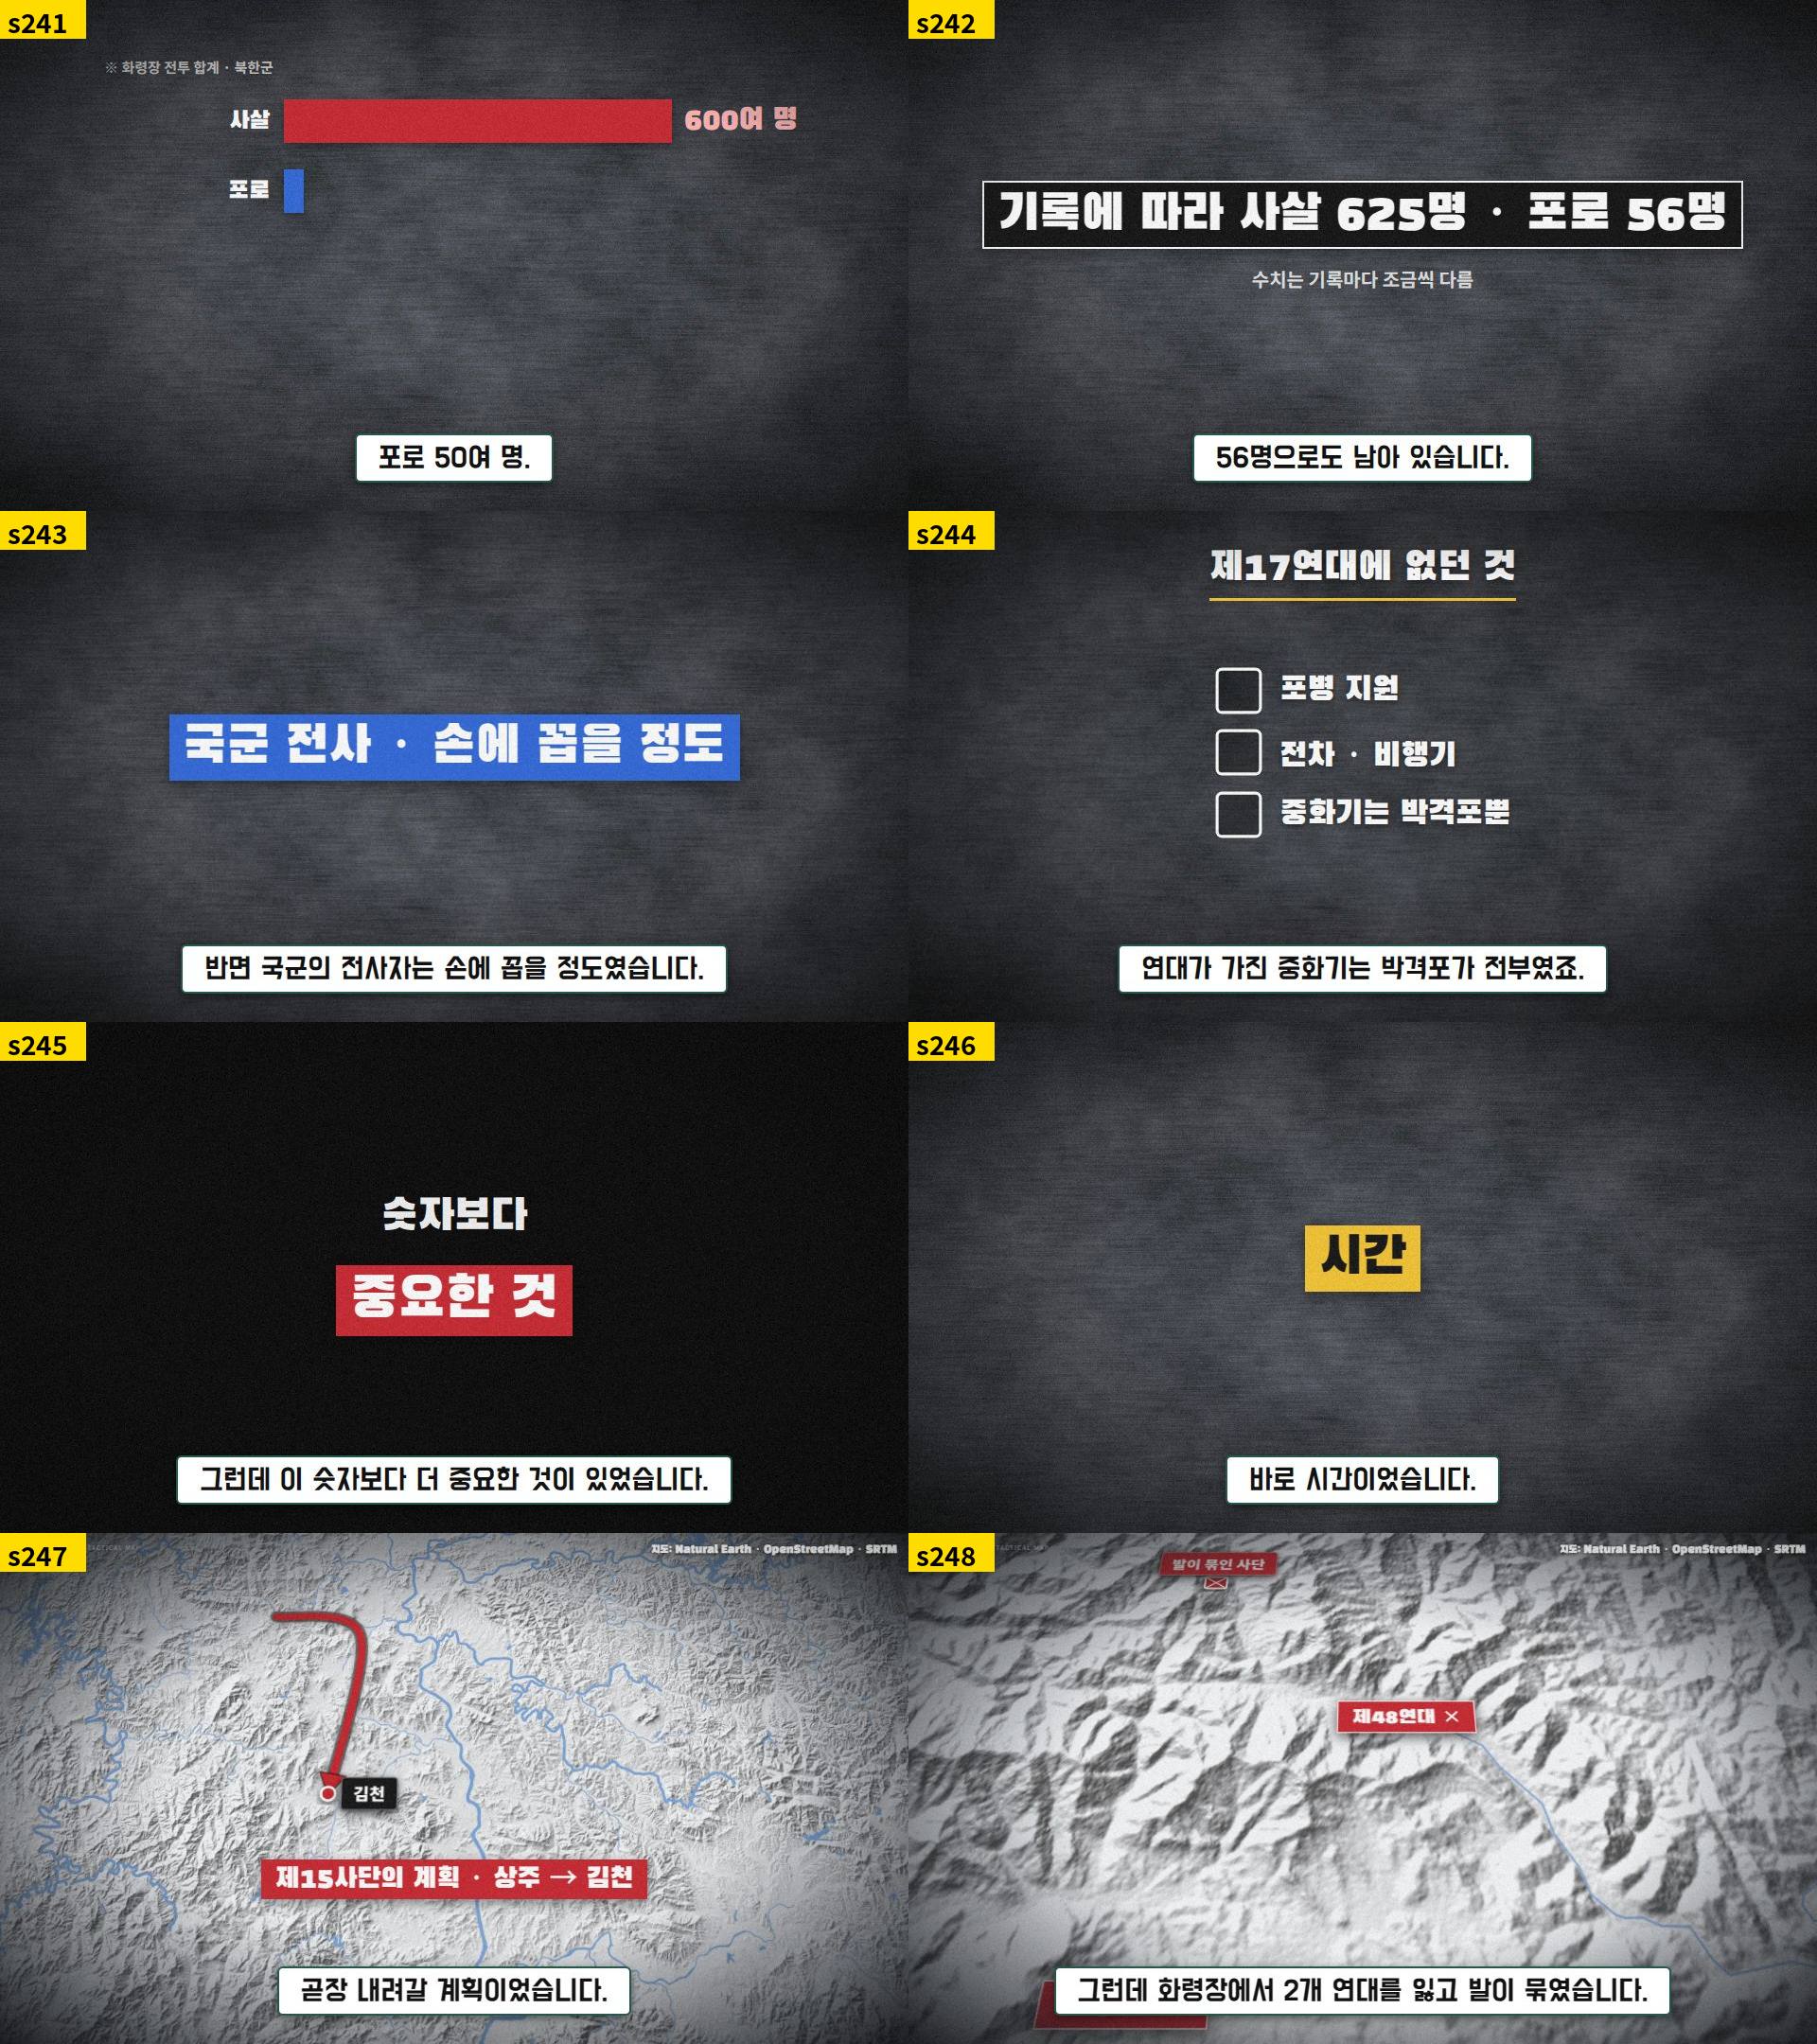 s241
※ 화령장 전투 합계 · 북한군
사살
600여 명
포로
포로 50여 명.
s242
기록에 따라 사살 625명 · 포로 56명
수치는 기록마다 조금씩 다름
56명으로도 남아 있습니다.
s243
국군 전사 · 손에 꼽을 정도
반면 국군의 전사자는 손에 꼽을 정도였습니다.
s244
제17연대에 없던 것
포병 지원
전차 · 비행기
중화기는 박격포뿐
연대가 가진 중화기는 박격포가 전부였죠.
s245
숫자보다
중요한 것
그런데 이 숫자보다 더 중요한 것이 있었습니다.
s246
시간
바로 시간이었습니다.
s247
TACTICAL MAP
지도: Natural Earth · OpenStreetMap · SRTM
김천
제15사단의 계획 · 상주 → 김천
곧장 내려갈 계획이었습니다.
s248
TACTICAL MAP
지도: Natural Earth · OpenStreetMap · SRTM
발이 묶인 사단
제48연대 ×
그런데 화령장에서 2개 연대를 잃고 발이 묶였습니다.